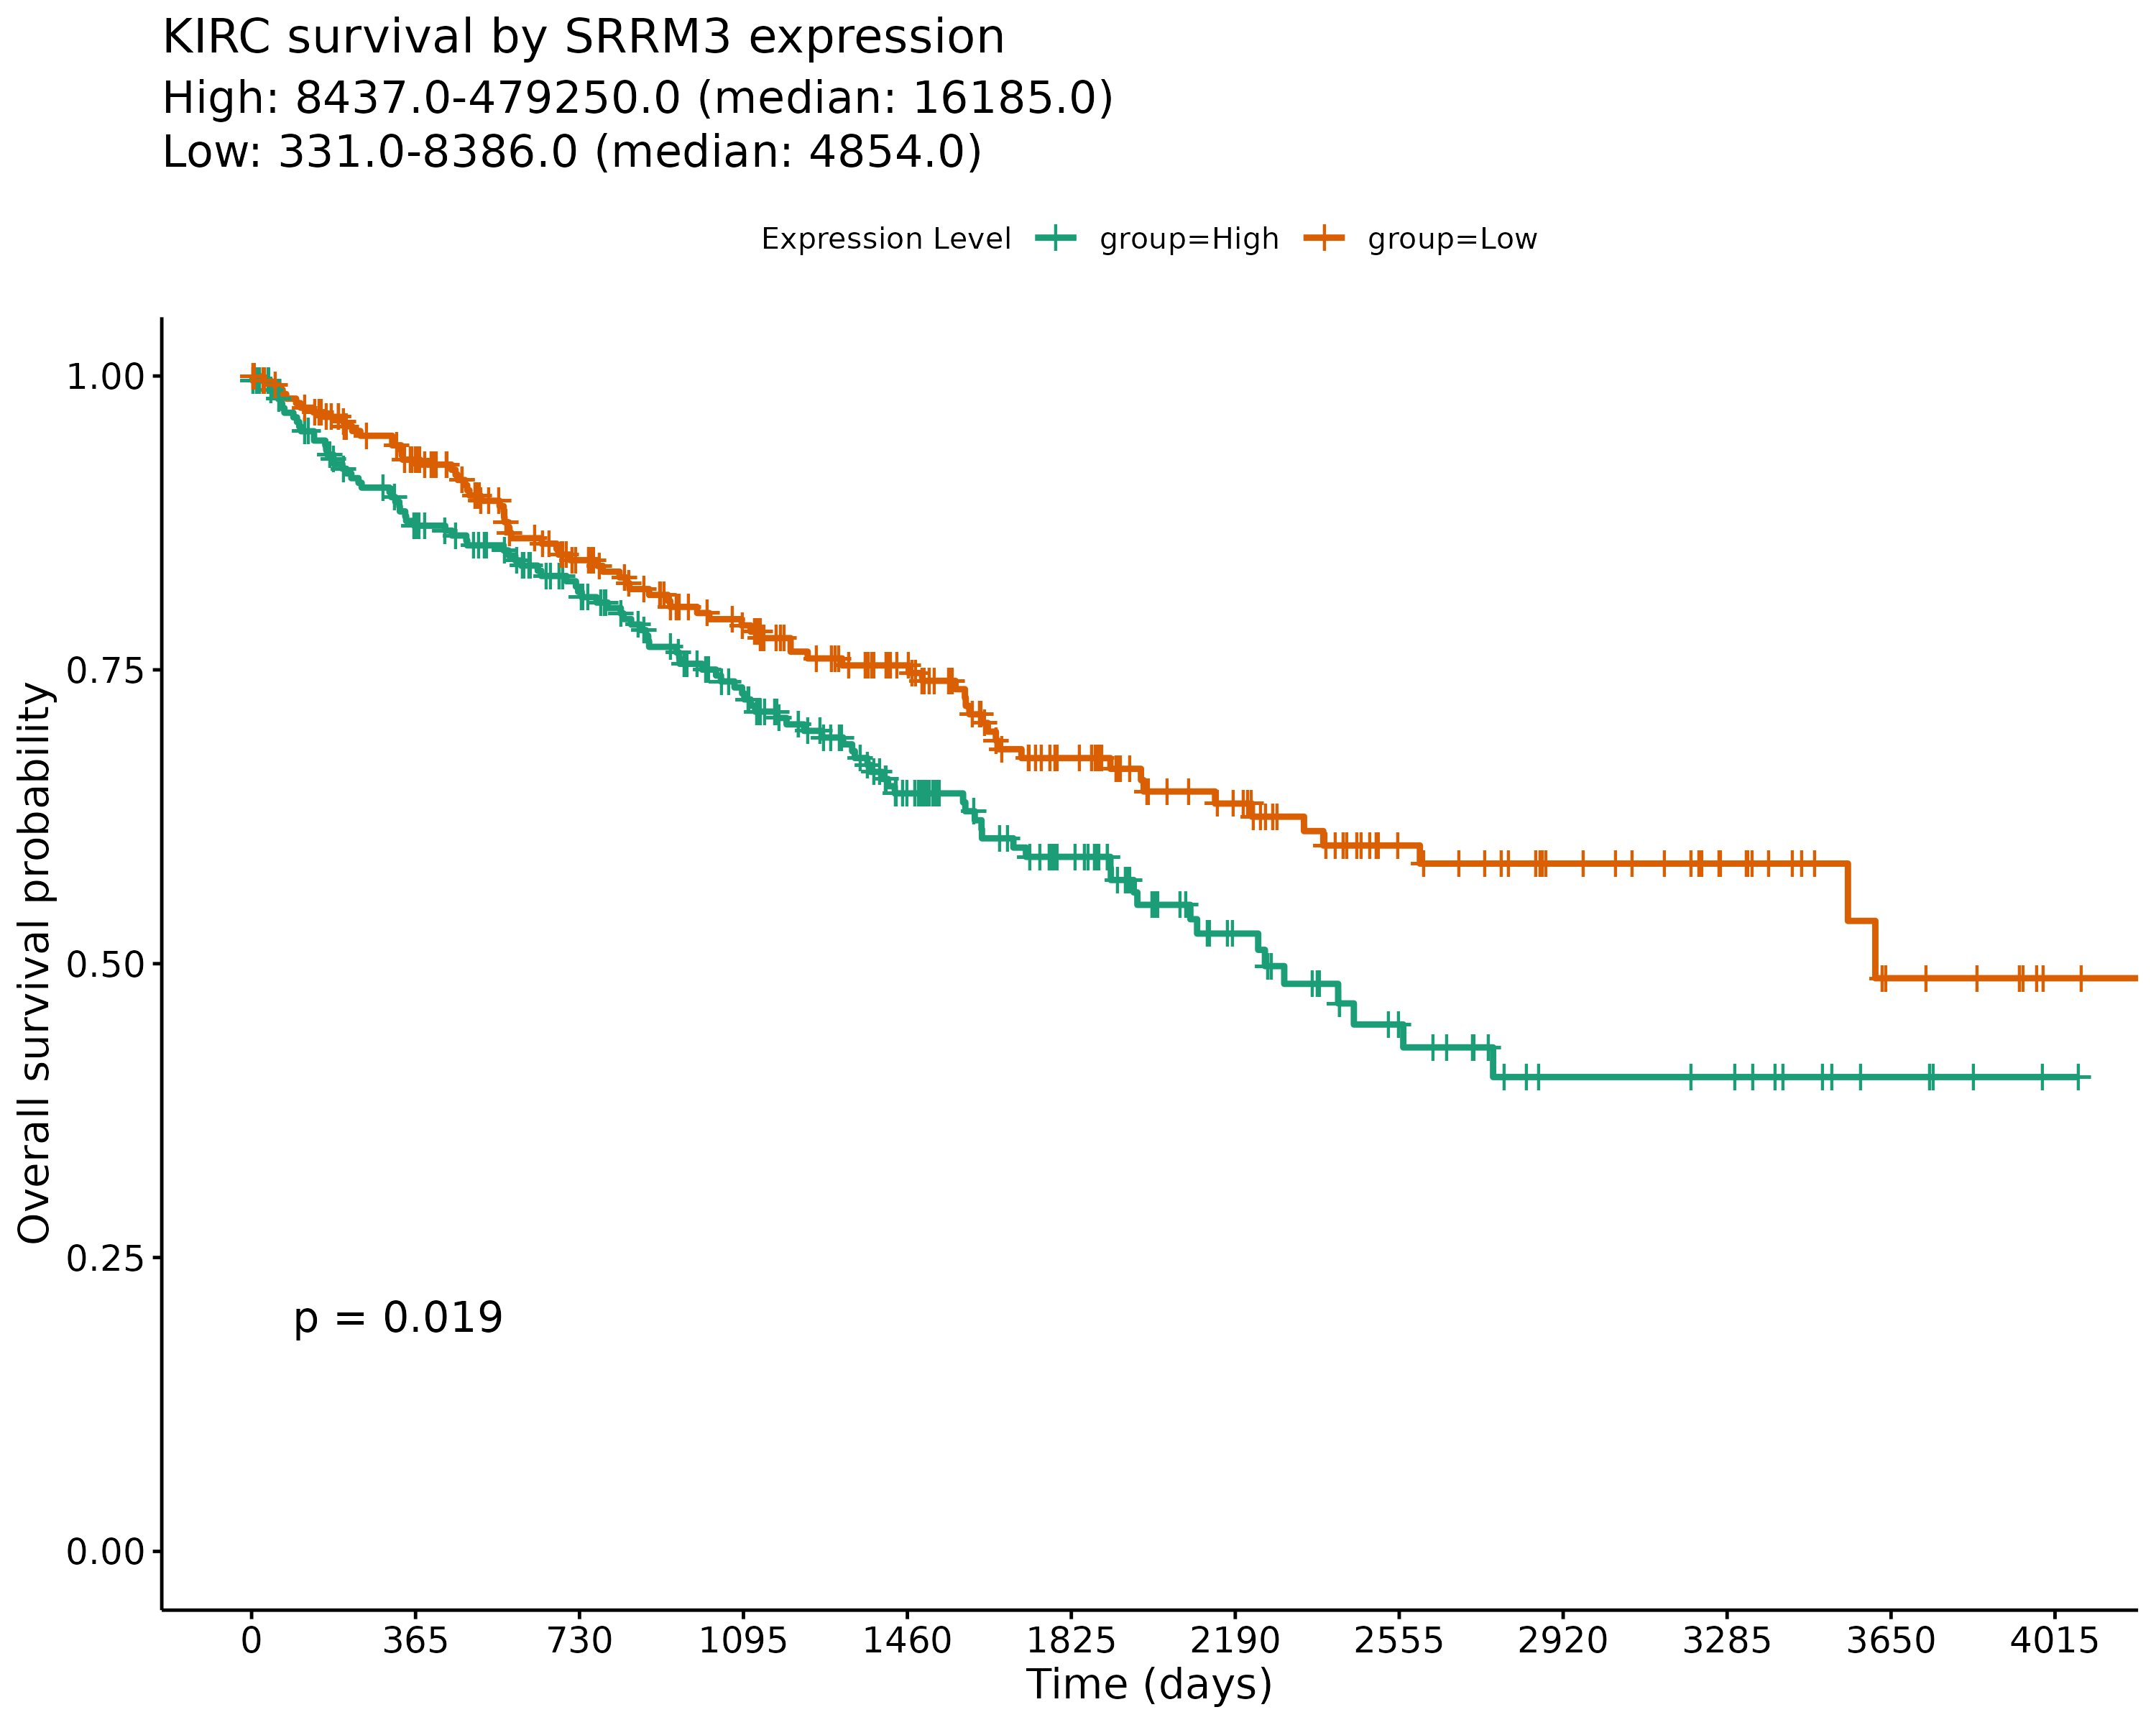 KIRC survival by SRRM3 expression
High: 8437.0-479250.0 (median: 16185.0)
Low: 331.0-8386.0 (median: 4854.0)
Expression Level group=High group=Low
Overall survival probability
1.00
0.75
0.50
0.25
0.00
p = 0.019
0 365 730 1095 1460 1825 2190 2555 2920 3285 3650 4015
Time (days)